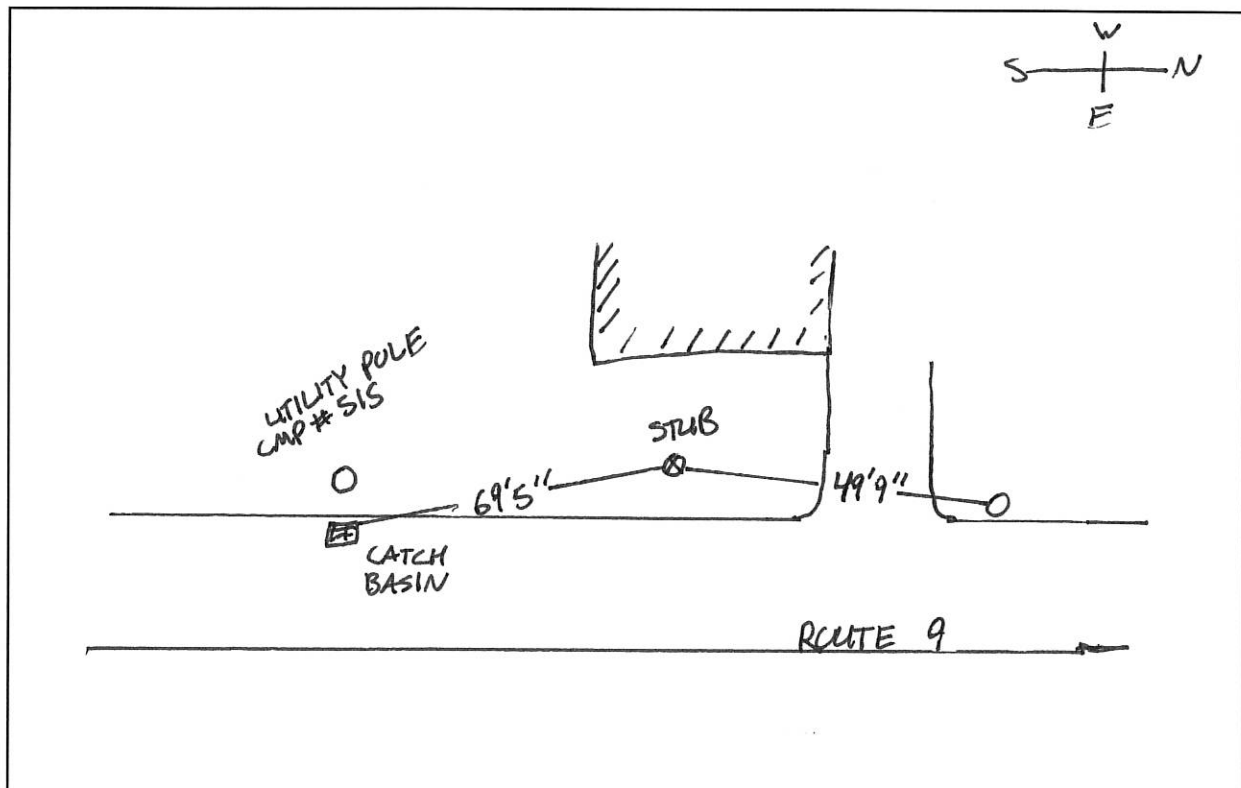 W
S N
E
UTILITY POLE
CMP # 515
STUB
69'5"
49'9"
CATCH
BASIN
ROUTE 9